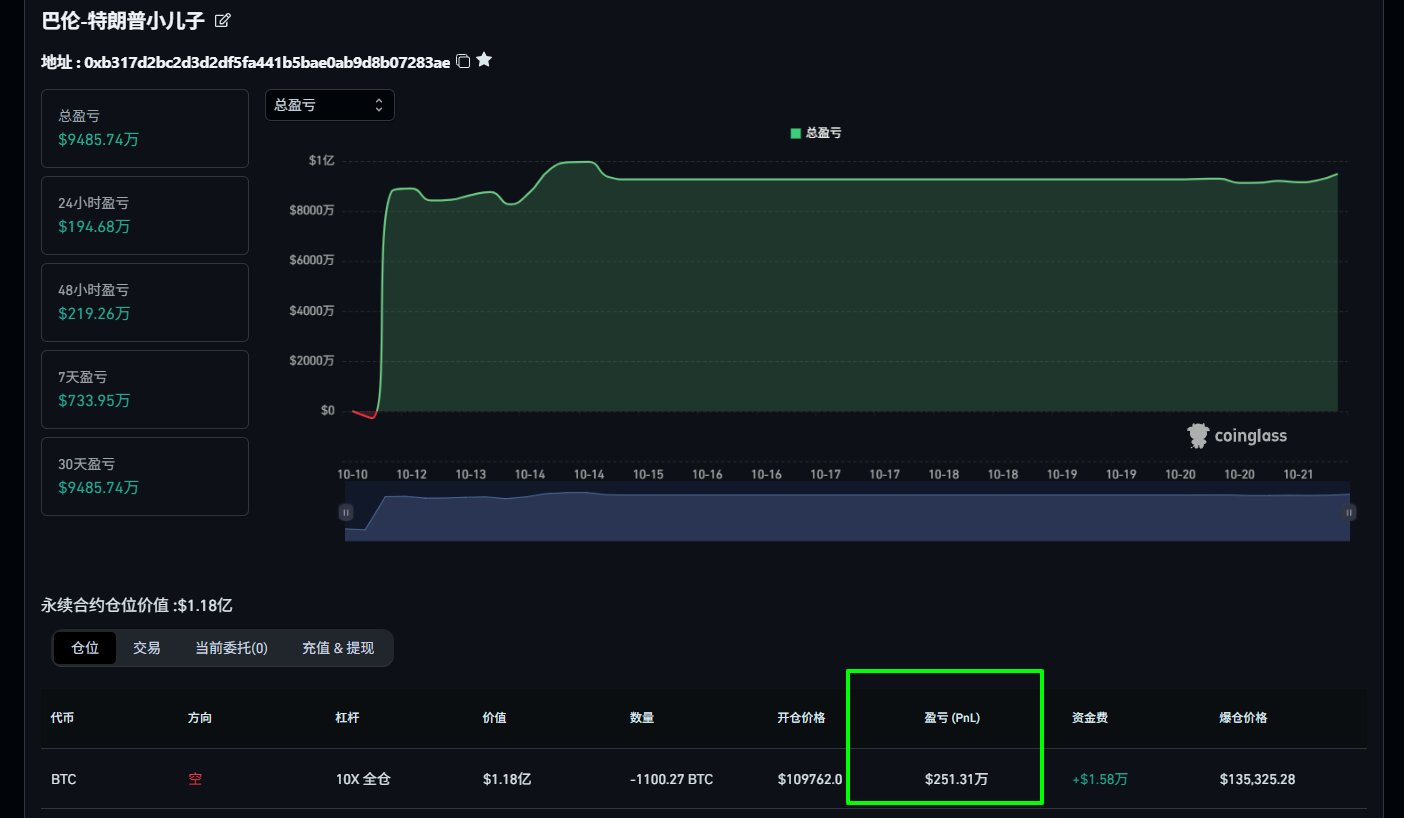 巴伦-特朗普小儿子
地址 : 0xb317d2bc2d3d2df5fa441b5bae0ab9d8b07283ae
总盈亏
$9485.74万
24小时盈亏
$194.68万
48小时盈亏
$219.26万
7天盈亏
$733.95万
30天盈亏
$9485.74万
总盈亏
总盈亏
$1亿
$8000万
$6000万
$4000万
$2000万
$0
coinglass
10-10 10-12 10-13 10-14 10-14 10-15 10-16 10-16 10-17 10-17 10-18 10-18 10-19 10-19 10-20 10-20 10-21
永续合约仓位价值 :$1.18亿
仓位 交易 当前委托(0) 充值 & 提现
代币 方向 杠杆 价值 数量 开仓价格 盈亏 (PnL) 资金费 爆仓价格
BTC 空 10X 全仓 $1.18亿 -1100.27 BTC $109762.0 $251.31万 +$1.58万 $135,325.28